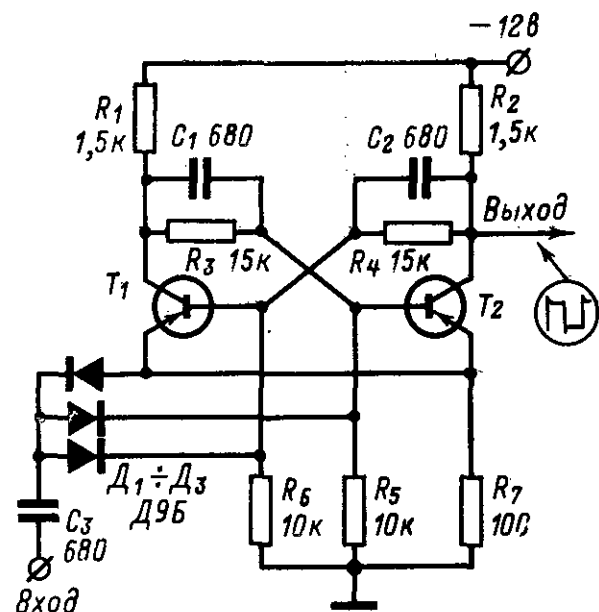 — 12в
R₁
1,5к
C₁ 680
C₂ 680
R₂
1,5к
Выход
R₃ 15к
R₄ 15к
T₁
T₂
Д₁÷Д₃
Д9Б
R₆
10к
R₅
10к
R₇
100
C₃
680
Вход